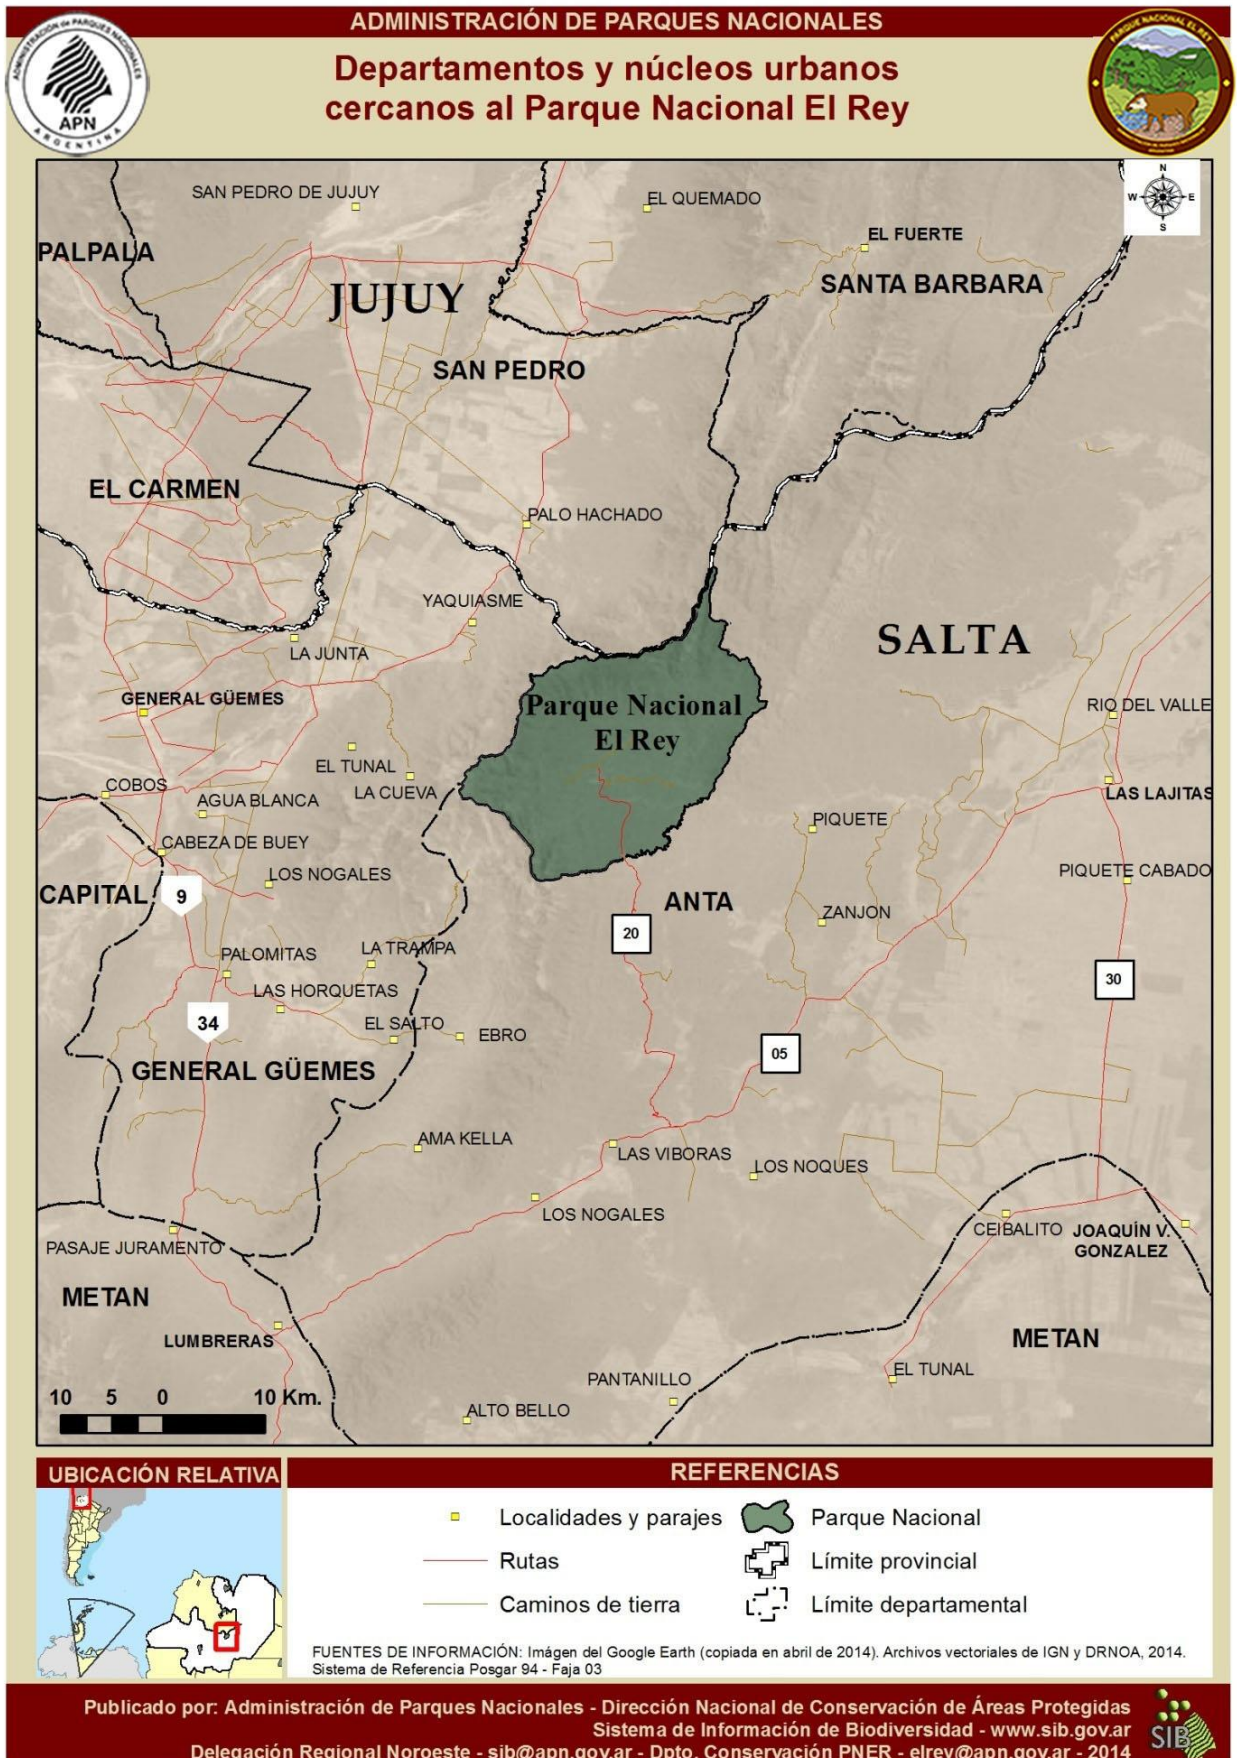 ADMINISTRACIÓN DE PARQUES NACIONALES
Departamentos y núcleos urbanos
cercanos al Parque Nacional El Rey
ADMINISTRACIÓN de PARQUES NACIONALES
APN
ARGENTINA
PARQUE NACIONAL EL REY
N
W E
S
SAN PEDRO DE JUJUY
EL QUEMADO
EL FUERTE
PALPALA
JUJUY
SANTA BARBARA
SAN PEDRO
EL CARMEN
PALO HACHADO
YAQUIASME
SALTA
LA JUNTA
GENERAL GÜEMES
Parque Nacional
El Rey
RIO DEL VALLE
EL TUNAL
COBOS
LA CUEVA
LAS LAJITAS
AGUA BLANCA
PIQUETE
CABEZA DE BUEY
LOS NOGALES
PIQUETE CABADO
CAPITAL
9
ANTA
ZANJON
20
PALOMITAS
LA TRAMPA
30
LAS HORQUETAS
34
EL SALTO
EBRO
05
GENERAL GÜEMES
AMA KELLA
LAS VIBORAS
LOS NOQUES
LOS NOGALES
CEIBALITO
JOAQUÍN V.
GONZALEZ
PASAJE JURAMENTO
METAN
LUMBRERAS
METAN
EL TUNAL
PANTANILLO
ALTO BELLO
10 5 0 10 Km.
UBICACIÓN RELATIVA
REFERENCIAS
Localidades y parajes
Parque Nacional
Rutas
Límite provincial
Caminos de tierra
Límite departamental
FUENTES DE INFORMACIÓN: Imágen del Google Earth (copiada en abril de 2014). Archivos vectoriales de IGN y DRNOA, 2014.
Sistema de Referencia Posgar 94 - Faja 03
Publicado por: Administración de Parques Nacionales - Dirección Nacional de Conservación de Áreas Protegidas
Sistema de Información de Biodiversidad - www.sib.gov.ar
Delegación Regional Noroeste - sib@apn.gov.ar - Dpto. Conservación PNER - elrey@apn.gov.ar - 2014
SIB